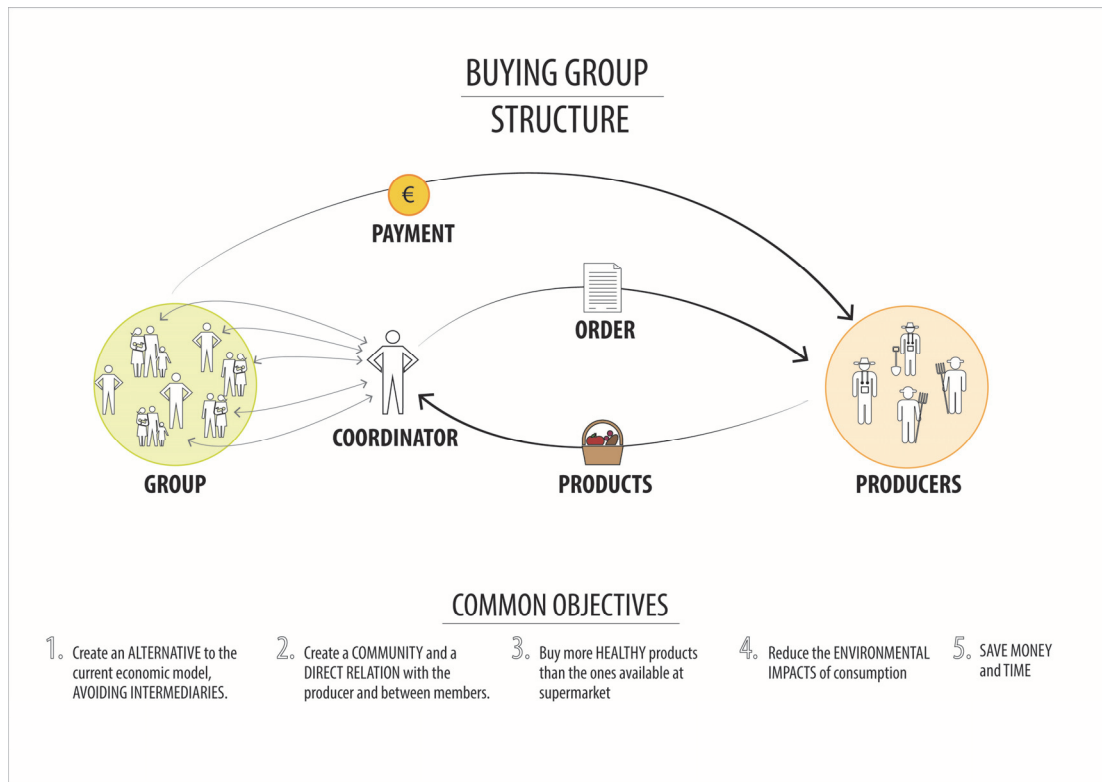 BUYING GROUP
STRUCTURE
€
PAYMENT
ORDER
COORDINATOR
GROUP
PRODUCTS
PRODUCERS
COMMON OBJECTIVES
1. Create an ALTERNATIVE to the
current economic model,
AVOIDING INTERMEDIARIES.
2. Create a COMMUNITY and a
DIRECT RELATION with the
producer and between members.
3. Buy more HEALTHY products
than the ones available at
supermarket
4. Reduce the ENVIRONMENTAL
IMPACTS of consumption
5. SAVE MONEY
and TIME